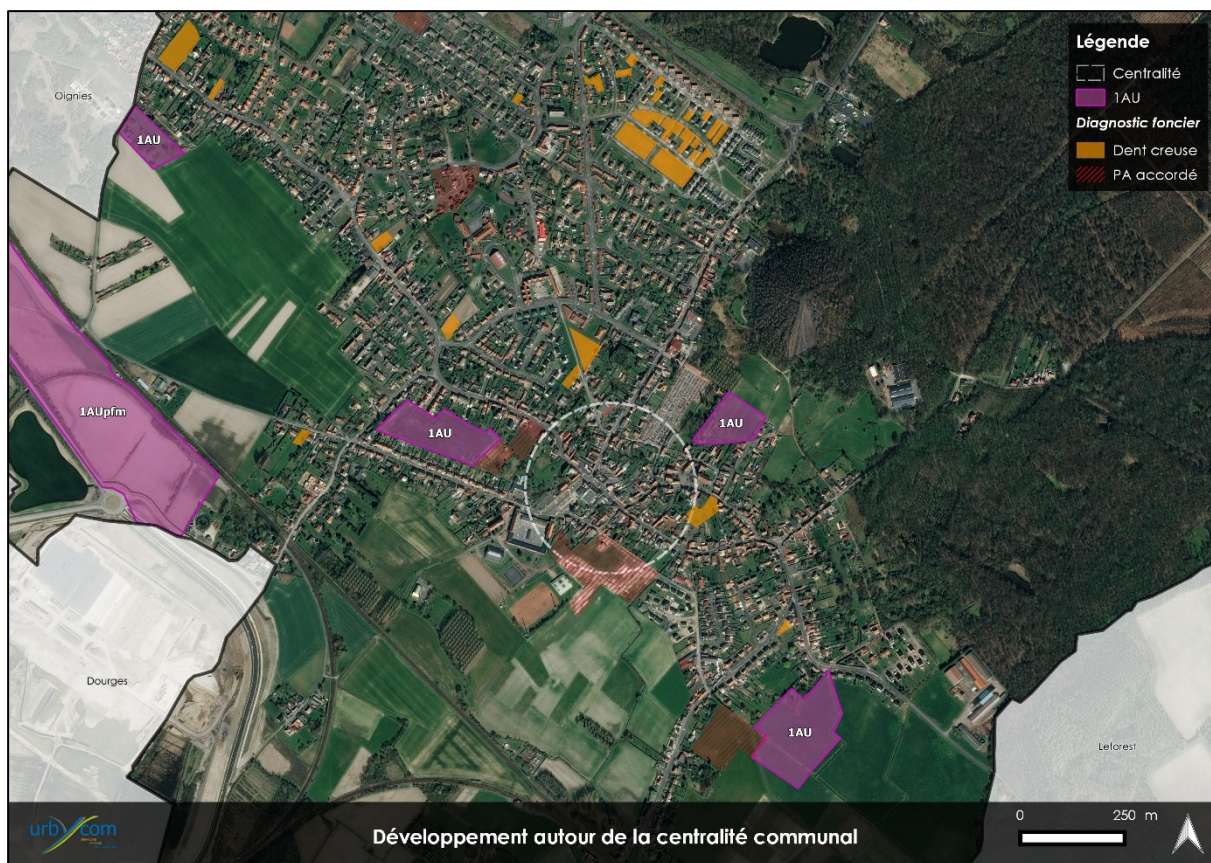 Légende
Centralité
1AU
Diagnostic foncier
Dent creuse
PA accordé
Oignies
1AU
1AUpfm
1AU
1AU
1AU
Dourges
Leforest
urbycom
Développement autour de la centralité communal
0 250 m